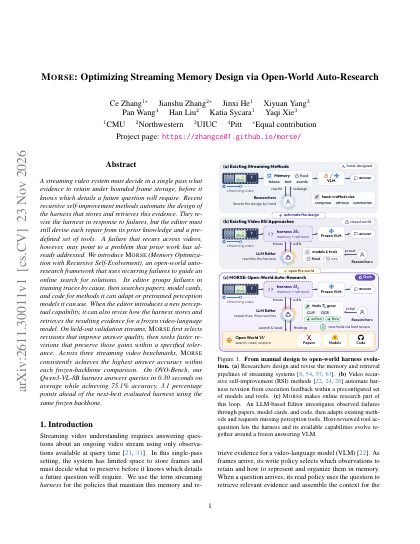 MORSE: Optimizing Streaming Memory Design via Open-World Auto-Research
Ce Zhang1* Jianshu Zhang2* Jinxi He1 Xiyuan Yang3
Pan Wang4 Han Liu2 Katia Sycara1 Yaqi Xie1
1CMU 2Northwestern 3UIUC 4Pitt *Equal contribution
Project page: https://zhangce01.github.io/morse/
arXiv:2611.30011v1 [cs.CV] 23 Nov 2026
Abstract
A streaming video system must decide in a single pass what
evidence to retain under bounded frame storage, before it
knows which details a future question will require. Recent
recursive self-improvement methods automate the design of
the harness that stores and retrieves this evidence. They re-
vise the harness in response to failures, but the editor must
still devise each repair from its prior knowledge and a pre-
defined set of tools. A failure that recurs across videos,
however, may point to a problem that prior work has al-
ready addressed. We introduce MORSE (Memory Optimiza-
tion with Recursive Self-Evolvement), an open-world auto-
research framework that uses recurring failures to guide an
online search for solutions. Its editor groups failures in
training traces by cause, then searches papers, model cards,
and code for methods it can adapt or pretrained perception
models it can use. When the editor introduces a new percep-
tual capability, it can also revise how the harness stores and
retrieves the resulting evidence for a frozen video-language
model. On held-out validation streams, MORSE first selects
revisions that improve answer quality, then seeks faster re-
visions that preserve those gains within a specified toler-
ance. Across three streaming video benchmarks, MORSE
consistently achieves the highest answer accuracy within
each frozen-backbone comparison. On OVO-Bench, our
Qwen3-VL-8B harness answers in 0.30 seconds on average
while achieving 75.1% accuracy, 3.1 percentage
points ahead of the next-best evaluated harness using the
same frozen backbone.
1. Introduction
Streaming video understanding requires answering ques-
tions about an ongoing video stream using only observa-
tions available at query time [21, 31]. In this single-pass
setting, the system has limited space to store frames and
must decide what to preserve before it knows which details
a future question will require. We use the term streaming
harness for the policies that maintain this memory and re-
(a) Existing Streaming Methods
(b) Existing Video RSI Approaches
LLM Editor
(c) MORSE: Open-World Auto-Research
LLM Editor
Open World
Papers
Models
Code
Figure 1. From manual design to open-world harness evolu-
tion. (a) Researchers design and revise the memory and retrieval
of streaming systems [8, 54, 57, 63]. (b) Video recur-
sive self-improvement (RSI) methods [22, 24, 26] automate har-
ness revision from execution feedback within a preconfigured set
of models and tools. (c) MORSE makes online research part of
this loop. An LLM-based Editor investigates observed failures
through papers, model cards, and code, then adapts existing meth-
ods and requests missing perception tools. Host-reviewed tool ac-
quisition lets the harness and its available capabilities evolve to-
gether around a frozen answering VLM.
trieve evidence for a video-language model (VLM) [22]. As
frames arrive, its write policy selects which observations to
retain and how to represent and organize them in memory.
When a question arrives, its read policy uses the question to
retrieve relevant evidence and assemble the context for the
1